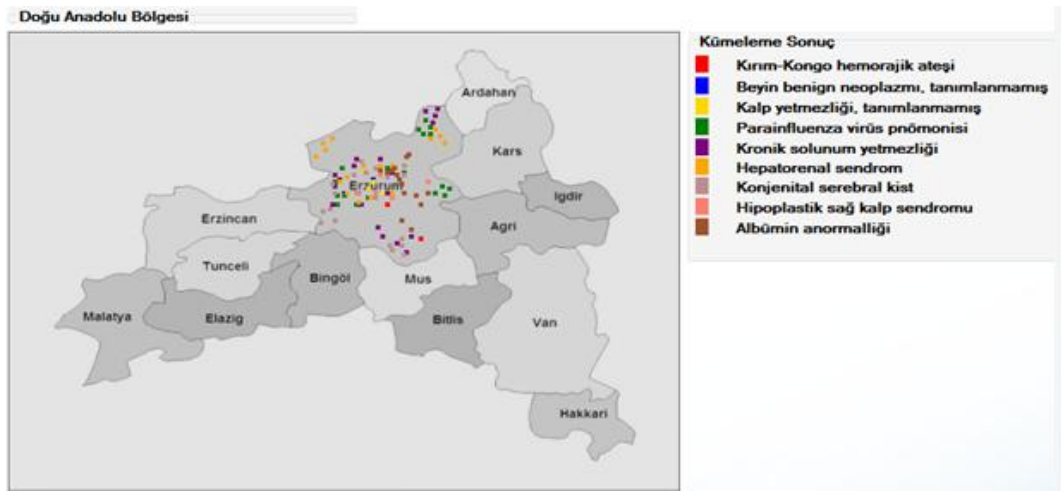 Doğu Anadolu Bölgesi
Kümeleme Sonuç
Kırım-Kongo hemorajik ateşi
Beyin benign neoplazmı, tanımlanmamış
Kalp yetmezliği, tanımlanmamış
Parainfluenza virüs pnömonisi
Kronik solunum yetmezliği
Hepatorenal sendrom
Konjenital serebral kist
Hipoplastik sağ kalp sendromu
Albümin anormalliği
Ardahan
Kars
Erzurum
Igdir
Erzincan
Agri
Tunceli
Bingöl
Mus
Malatya
Elazig
Bitlis
Van
Hakkari